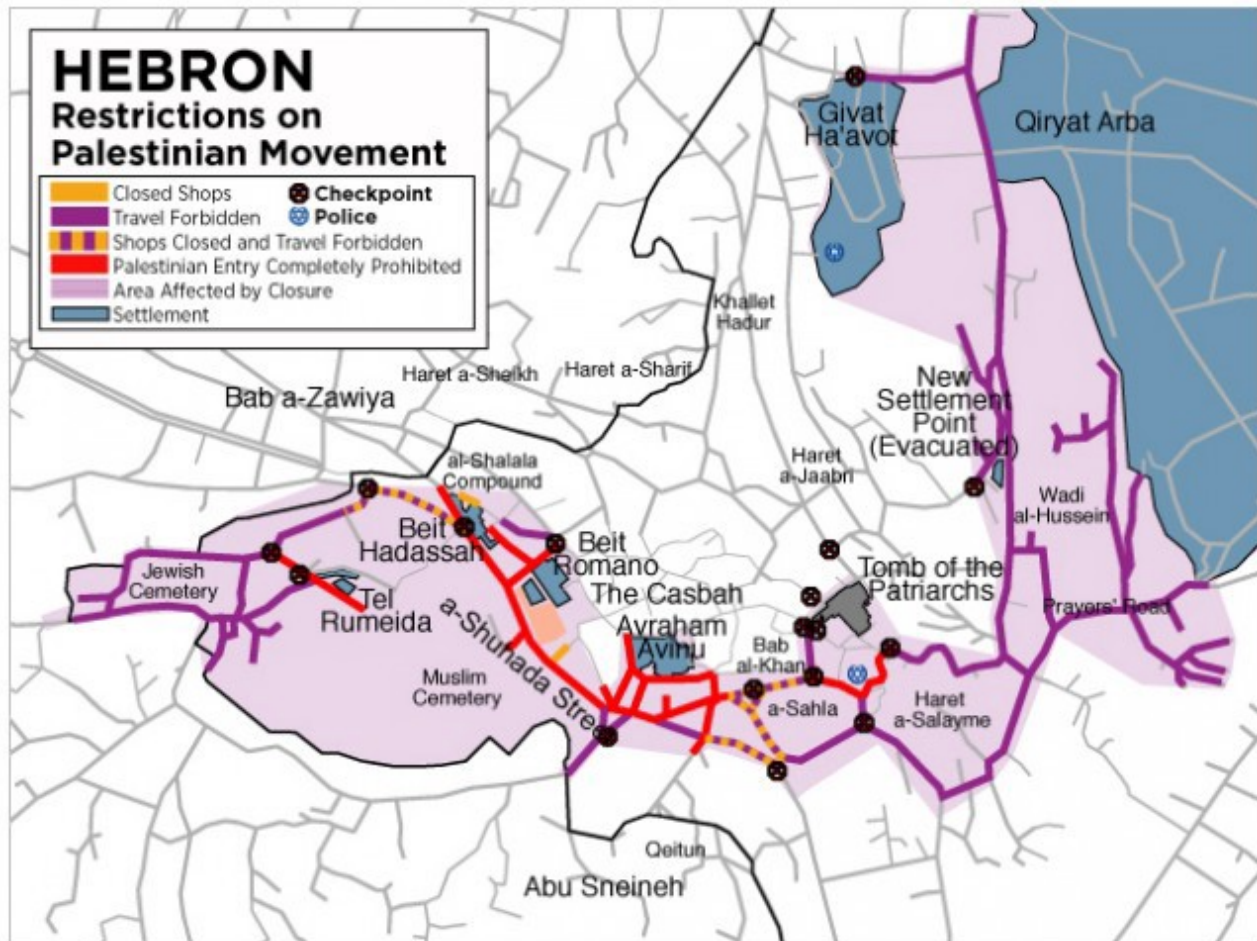 HEBRON
Restrictions on
Palestinian Movement
Closed Shops
Travel Forbidden
Shops Closed and Travel Forbidden
Palestinian Entry Completely Prohibited
Area Affected by Closure
Settlement
Checkpoint
Police
Givat
Ha'avot
Qiryat Arba
Khallet
Hadur
Haret a-Sheikh
Haret a-Sharif
Bab a-Zawiya
New
Settlement
Point
(Evacuated)
al-Shalala
Compound
Haret
a-Jaabri
Wadi
al-Hussein
Beit
Hadassah
Beit
Romano
Jewish
Cemetery
Tel
Rumeida
The Casbah
Tomb of the
Patriarchs
Prayers' Road
a-Shuhada Stre
Avraham
Avinu
Bab
al-Khan
Muslim
Cemetery
a-Sahla
Haret
a-Salayme
Qeitun
Abu Sneineh